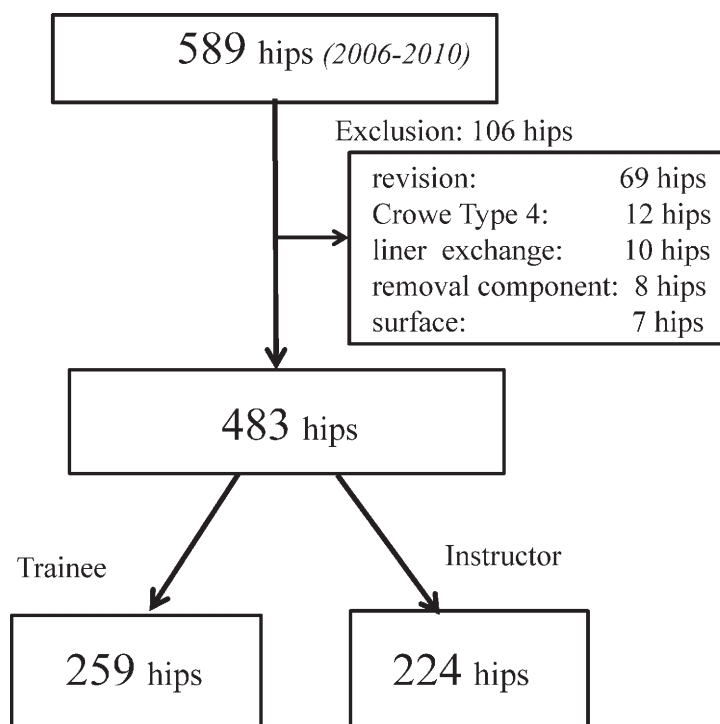 589 hips (2006-2010)
Exclusion: 106 hips
revision: 69 hips
Crowe Type 4: 12 hips
liner exchange: 10 hips
removal component: 8 hips
surface: 7 hips
483 hips
Trainee
Instructor
259 hips
224 hips